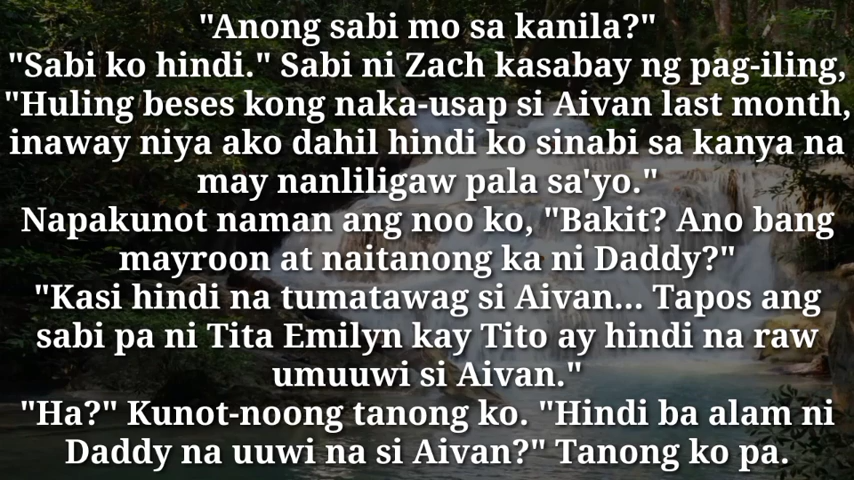 "Anong sabi mo sa kanila?"
"Sabi ko hindi." Sabi ni Zach kasabay ng pag-iling,
"Huling beses kong naka-usap si Aivan last month,
inaway niya ako dahil hindi ko sinabi sa kanya na
may nanliligaw pala sa'yo."
Napakunot naman ang noo ko, "Bakit? Ano bang
mayroon at naitanong ka ni Daddy?"
"Kasi hindi na tumatawag si Aivan... Tapos ang
sabi pa ni Tita Emilyn kay Tito ay hindi na raw
umuuwi si Aivan."
"Ha?" Kunot-noong tanong ko. "Hindi ba alam ni
Daddy na uuwi na si Aivan?" Tanong ko pa.